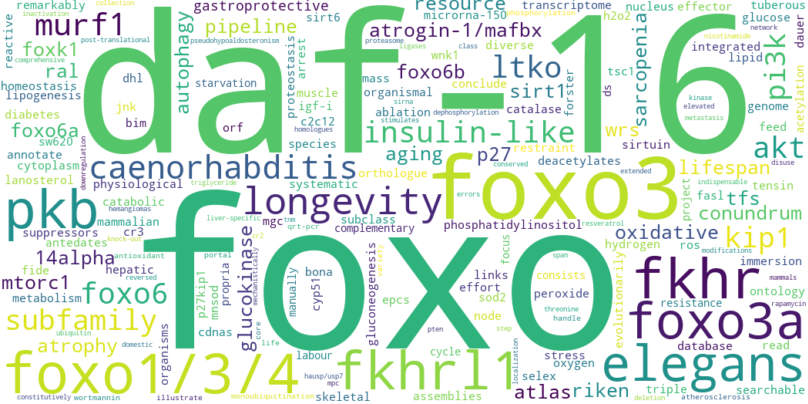 remarkably
collection
gastroprotective
sirt6
resource
microrna-150
transcriptome
nucleus
effector
tuberous
murf1
pipeline
atrogin-1/mafbx
phosphorylation
h2o2
glucose
inactivation
reactive
post-translational
pseudohypoaldosteronism
proteasome
ligases
class
diverse
network
nicotinamide
dauer
comprehensive
foxk1
autophagy
arrest
foxo6b
ltko
wnk1
conclude
integrated
lipid
pi3k
ral
dhl
starvation
proteostasis
mass
organismal
sirt1
tsc1
forster
sarcopenia
kinase
elevated
metastasis
acetylation
homeostasis
lipogenesis
daf_16
muscle
igf-i
ablation
sirna
dephosphorylation
catalase
ds
genome
diabetes
jnk
bim
orf
c2c12
homologues
stimulates
insulin-like
restraint
wrs
sirtuin
feed
foxo6a
sw620
species
aging
p27
deacetylates
conserved
extended
akt
annotate
cytoplasm
downregulation
caenorhabditis
orthologue
foxo3
lifespan
disuse
lanosterol
physiological
triglyceride
systematic
longevity
errors
indispensable
fasl
tensin
project
pkb
catabolic
mammalian
hemangiomas
liver-specific
mgc
subclass
phosphatidylinositol
tfs
conundrum
suppressors
cr3
knock-out
foxo
trm
qrt-pcr
cr2
complementary
resveratrol
modifications
oxidative
kip1
antedates
antioxidant
portal
variety
focus
span
hydrogen
ros
immersion
14alpha
fide
hepatic
reversed
p27kip1
mnsod
propria
glucokinase
mechanistically
manually
bona
cyp51
gluconeogenesis
links
effort
consists
peroxide
evolutionarily
fkhr
mammals
ontology
mtorc1
metabolism
foxo6
epcs
sod2
node
threonine
handle
resistance
rapamycin
subfamily
ubiquitin
organisms
cdnas
core
life
labour
pten
cycle
step
localization
stress
oxygen
foxo3a
database
read
atrophy
domestic
foxo1/3/4
hausp/usp7
mpc
fkhrl1
selex
elegans
triple
searchable
constitutively
wortmannin
illustrate
monoubiquitination
skeletal
assemblies
atlas
riken
deletion
atherosclerosis